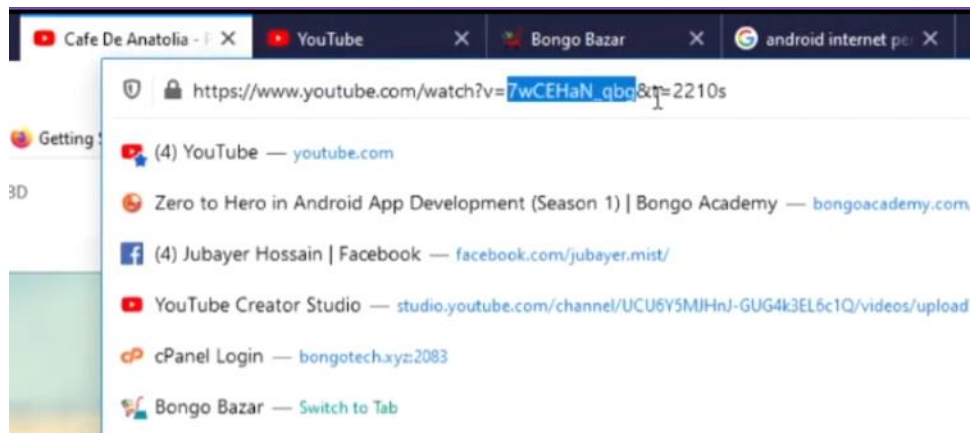 Cafe De Anatolia - P
YouTube
Bongo Bazar
android internet pe
https://www.youtube.com/watch?v=7wCEHaN_qbg&t=2210s
Getting
(4) YouTube — youtube.com
3D
Zero to Hero in Android App Development (Season 1) | Bongo Academy — bongoacademy.com
(4) Jubayer Hossain | Facebook — facebook.com/jubayer.mist/
YouTube Creator Studio — studio.youtube.com/channel/UCU6Y5MJHnJ-GUG4k3EL6c1Q/videos/upload
cPanel Login — bongotech.xyz:2083
Bongo Bazar — Switch to Tab